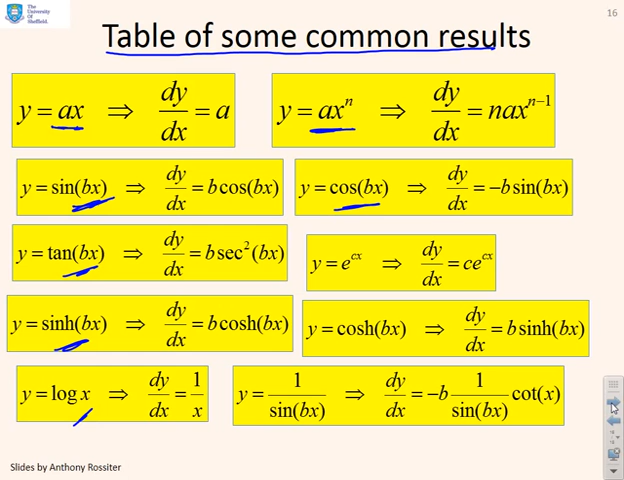 The
University
Of
Sheffield.
16
Table of some common results
y = ax ⇒ dy/dx = a
y = axⁿ ⇒ dy/dx = naxⁿ⁻¹
y = sin(bx) ⇒ dy/dx = b cos(bx)
y = cos(bx) ⇒ dy/dx = −b sin(bx)
y = tan(bx) ⇒ dy/dx = b sec²(bx)
y = e^{cx} ⇒ dy/dx = ce^{cx}
y = sinh(bx) ⇒ dy/dx = b cosh(bx)
y = cosh(bx) ⇒ dy/dx = b sinh(bx)
y = log x ⇒ dy/dx = 1/x
y = 1/sin(bx) ⇒ dy/dx = −b 1/sin(bx) cot(x)
Slides by Anthony Rossiter